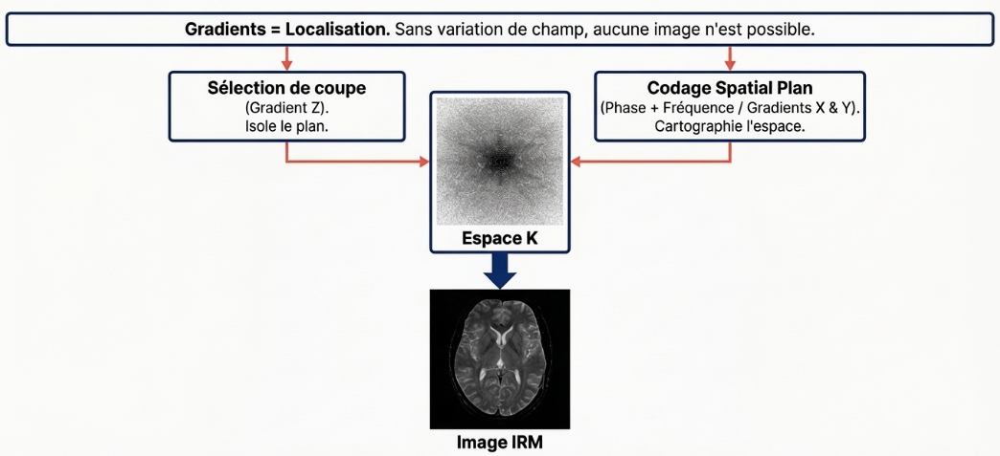 Gradients = Localisation. Sans variation de champ, aucune image n'est possible.
Sélection de coupe
(Gradient Z).
Isole le plan.
Codage Spatial Plan
(Phase + Fréquence / Gradients X & Y).
Cartographie l'espace.
Espace K
Image IRM